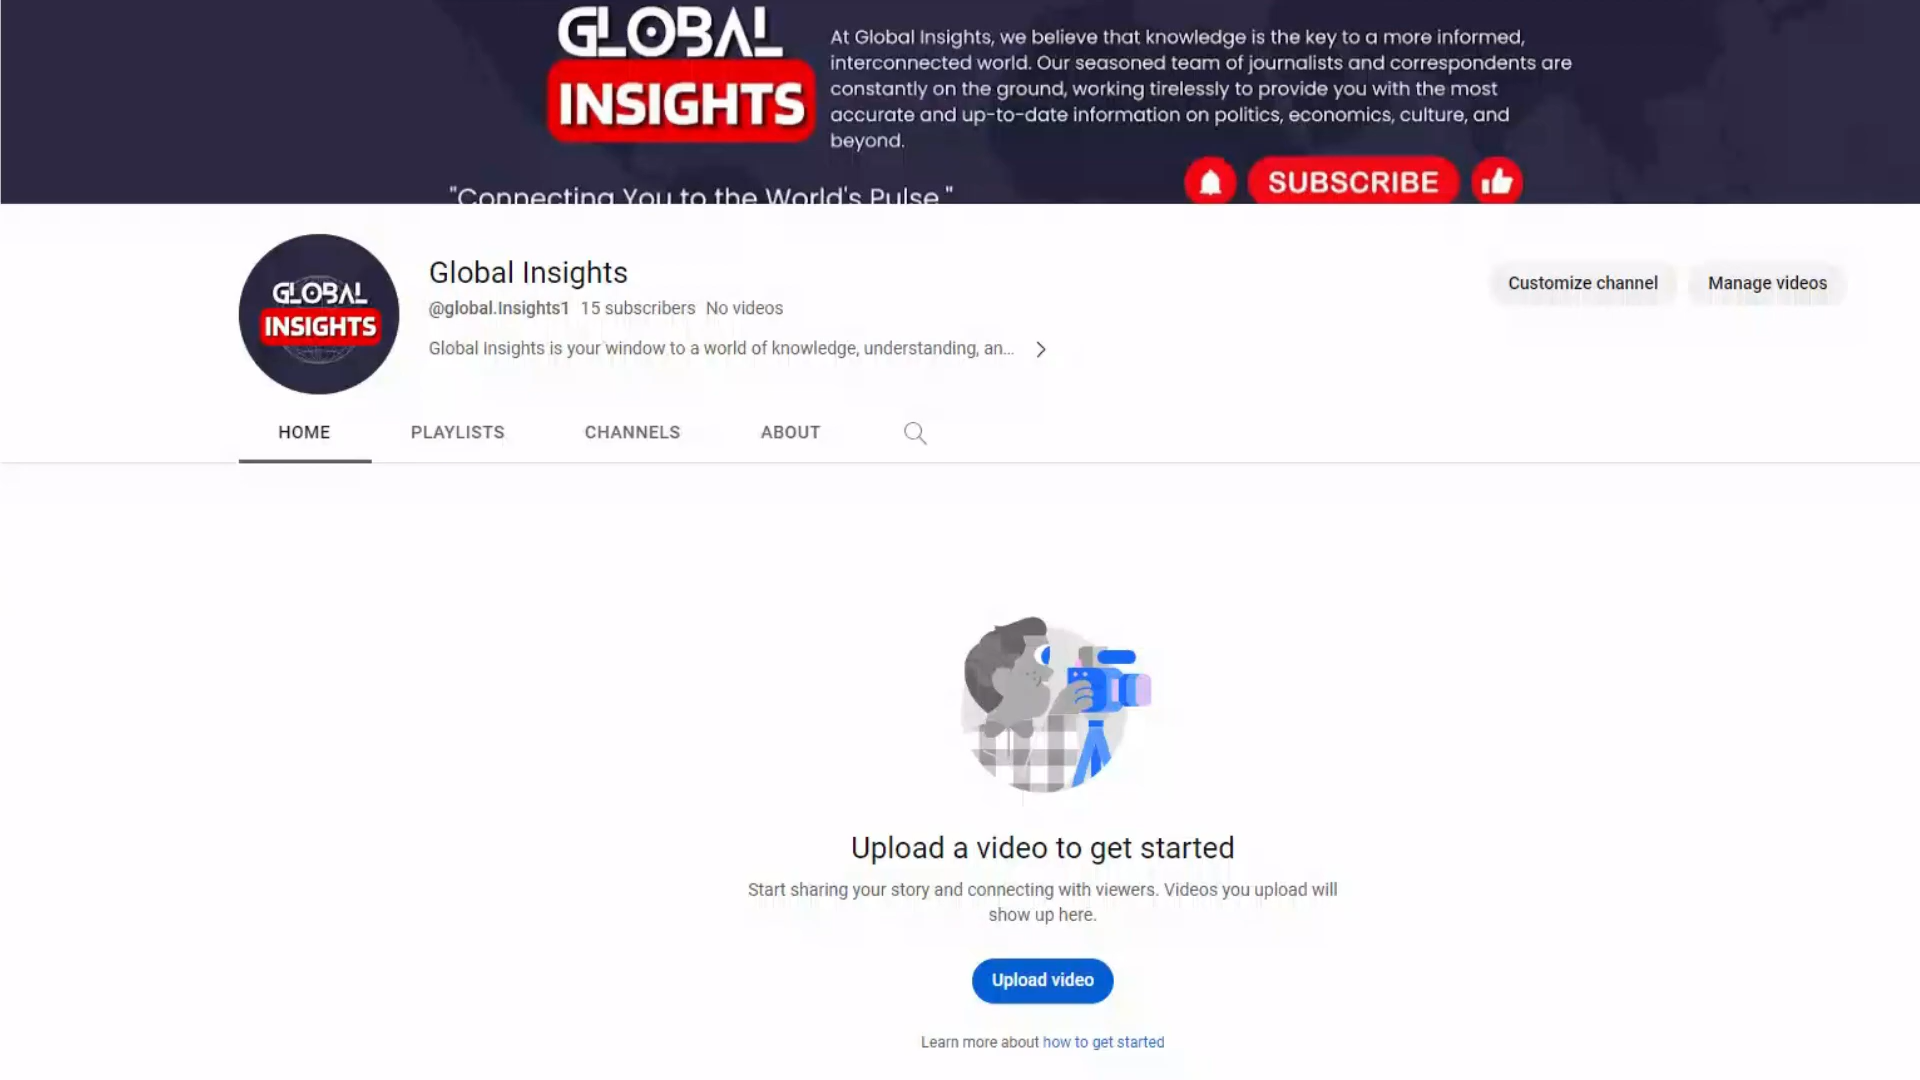 GLOBAL
INSIGHTS
At Global Insights, we believe that knowledge is the key to a more informed,
interconnected world. Our seasoned team of journalists and correspondents are
constantly on the ground, working tirelessly to provide you with the most
accurate and up-to-date information on politics, economics, culture, and
beyond.
"Connecting You to the World's Pulse."
SUBSCRIBE
GLOBAL
INSIGHTS
Global Insights
@global.Insights1 15 subscribers No videos
Global Insights is your window to a world of knowledge, understanding, an...
Customize channel
Manage videos
HOME
PLAYLISTS
CHANNELS
ABOUT
Upload a video to get started
Start sharing your story and connecting with viewers. Videos you upload will
show up here.
Upload video
Learn more about how to get started